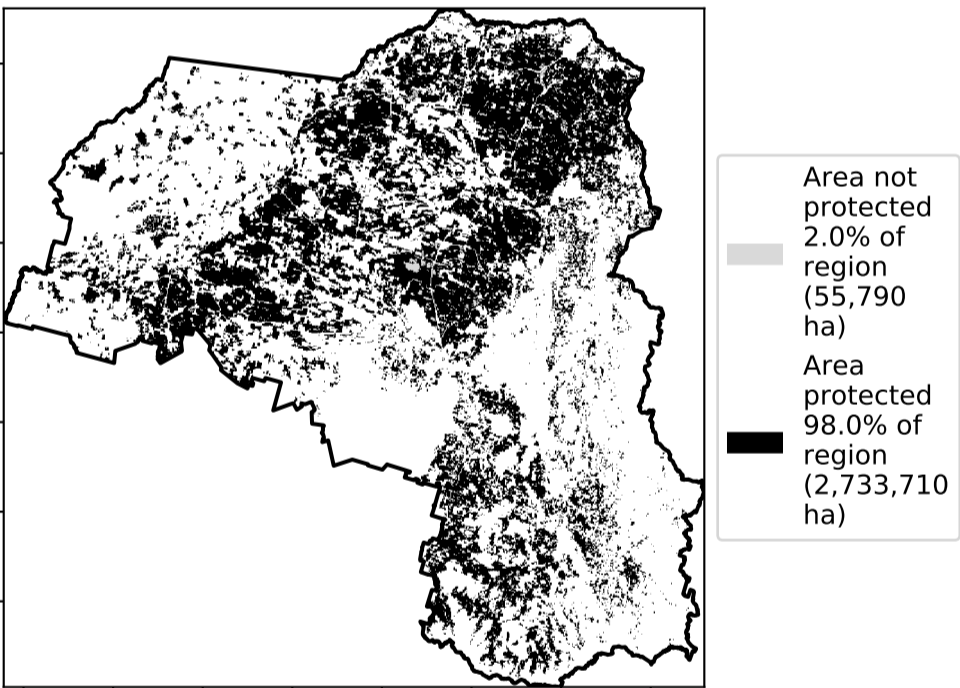 Area not
protected
2.0% of
region
(55,790
ha)
Area
protected
98.0% of
region
(2,733,710
ha)